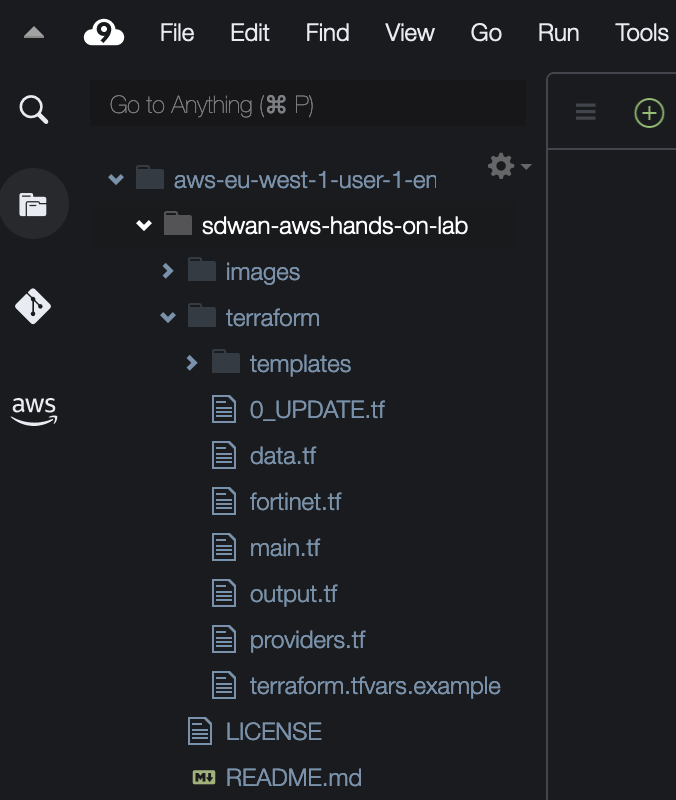 9 File Edit Find View Go Run Tools
Go to Anything (⌘ P)
aws-eu-west-1-user-1-en
sdwan-aws-hands-on-lab
images
terraform
templates
aws
0_UPDATE.tf
data.tf
fortinet.tf
main.tf
output.tf
providers.tf
terraform.tfvars.example
LICENSE
M README.md